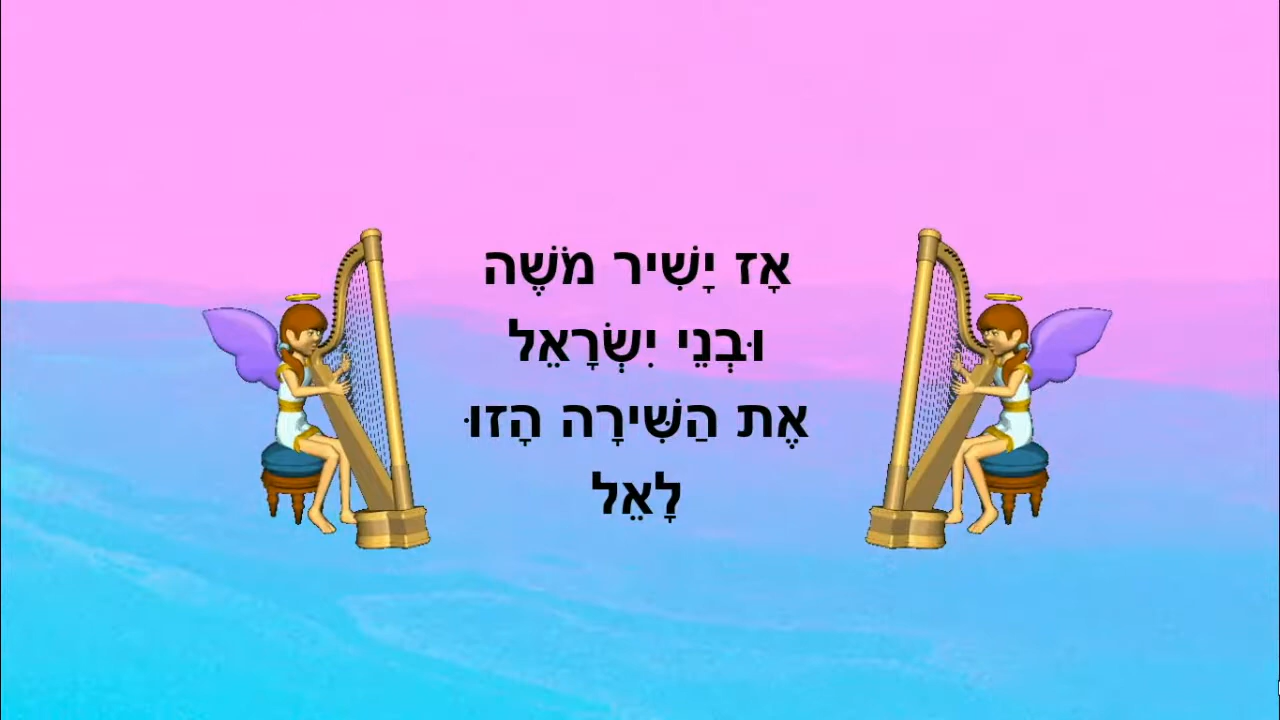 אָז יָשִׁיר מֹשֶׁה
וּבְנֵי יִשְׂרָאֵל
אֶת הַשִּׁירָה הָזוּ
לָאֵל